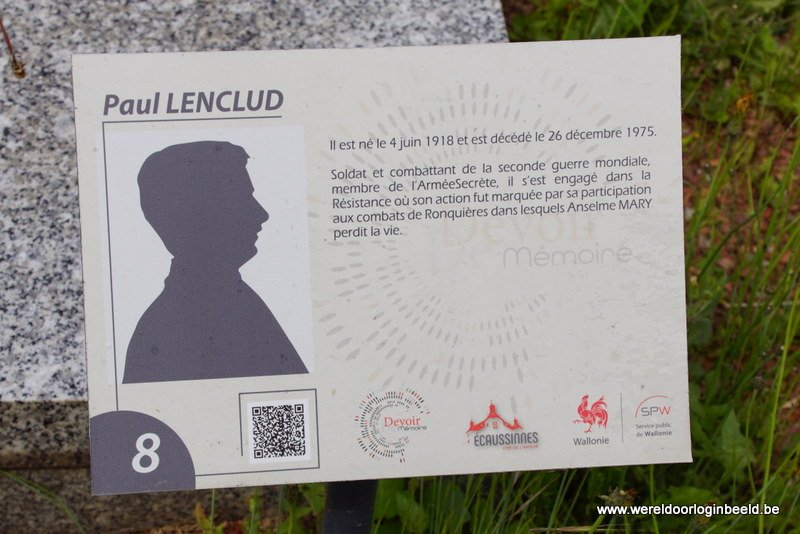 Paul LENCLUD
Il est né le 4 juin 1918 et est décédé le 26 décembre 1975.
Soldat et combattant de la seconde guerre mondiale,
membre de l'ArméeSecrète, il s'est engagé dans la
Résistance où son action fut marquée par sa participation
aux combats de Ronquières dans lesquels Anselme MARY
perdit la vie.
Devoir
Mémoire
8
Devoir
Mémoire
ÉCAUSSINNES
Wallonie
SPW
Service public
de Wallonie
www.wereldoorloginbeeld.be